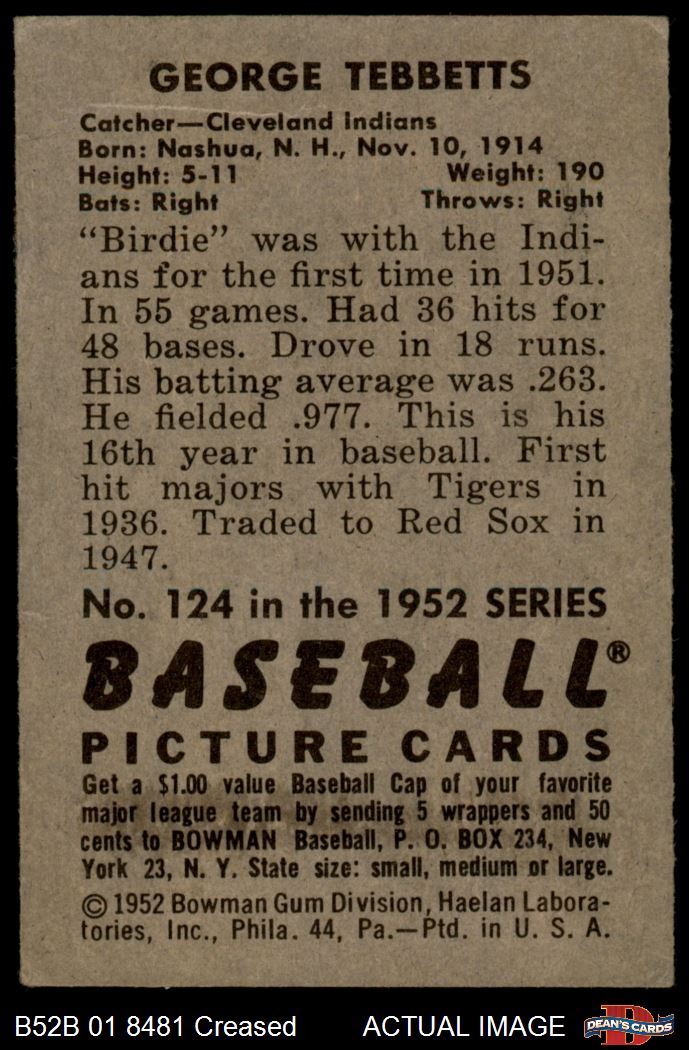 GEORGE TEBBETTS
Catcher—Cleveland Indians
Born: Nashua, N. H., Nov. 10, 1914
Height: 5-11 Weight: 190
Bats: Right Throws: Right
"Birdie" was with the Indi-
ans for the first time in 1951.
In 55 games. Had 36 hits for
48 bases. Drove in 18 runs.
His batting average was .263.
He fielded .977. This is his
16th year in baseball. First
hit majors with Tigers in
1936. Traded to Red Sox in
1947.
No. 124 in the 1952 SERIES
BASEBALL®
PICTURE CARDS
Get a $1.00 value Baseball Cap of your favorite
major league team by sending 5 wrappers and 50
cents to BOWMAN Baseball, P. O. BOX 234, New
York 23, N. Y. State size: small, medium or large.
© 1952 Bowman Gum Division, Haelan Labora-
tories, Inc., Phila. 44, Pa.—Ptd. in U. S. A.
B52B 01 8481 Creased ACTUAL IMAGE D DEAN'S CARDS